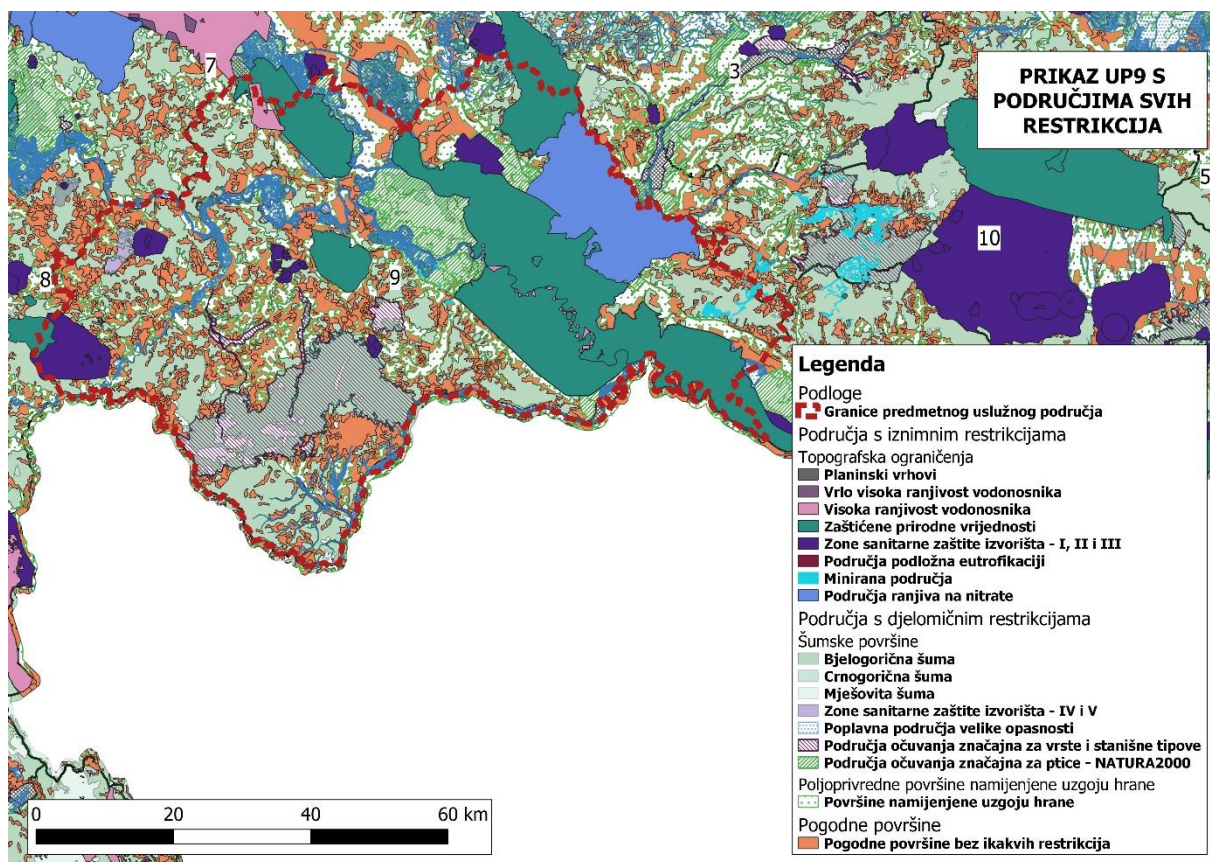 7
3
PRIKAZ UP9 S
PODRUČJIMA SVIH
RESTRIKCIJA
5
10
8
9
Legenda
Podloge
Granice predmetnog uslužnog područja
Područja s iznimnim restrikcijama
Topografska ograničenja
Planinski vrhovi
Vrlo visoka ranjivost vodonosnika
Visoka ranjivost vodonosnika
Zaštićene prirodne vrijednosti
Zone sanitarne zaštite izvorišta - I, II i III
Područja podložna eutrofikaciji
Minirana područja
Područja ranjiva na nitrate
Područja s djelomičnim restrikcijama
Šumske površine
Bjelogorična šuma
Crnogorična šuma
Mješovita šuma
Zone sanitarne zaštite izvorišta - IV i V
Poplavna područja velike opasnosti
Područja očuvanja značajna za vrste i stanišne tipove
Područja očuvanja značajna za ptice - NATURA2000
Poljoprivredne površine namijenjene uzgoju hrane
Površine namijenjene uzgoju hrane
Pogodne površine
Pogodne površine bez ikakvih restrikcija
0 20 40 60 km